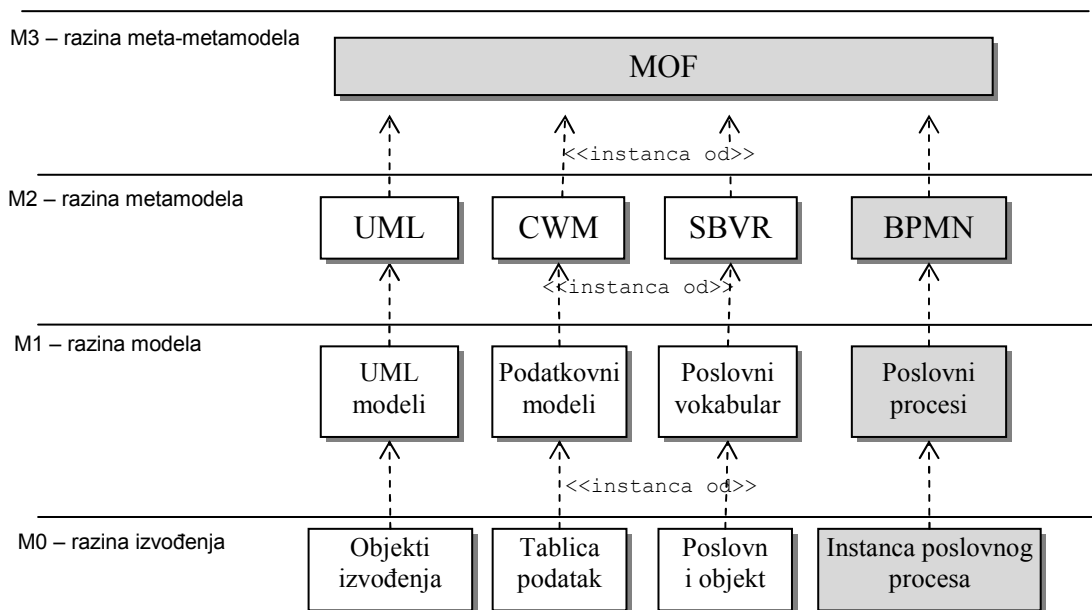 M3 – razina meta-metamodela
MOF
<<instanca od>>
M2 – razina metamodela
UML
CWM
SBVR
BPMN
<<instanca od>>
M1 – razina modela
UML
modeli
Podatkovni
modeli
Poslovni
vokabular
Poslovni
procesi
<<instanca od>>
M0 – razina izvođenja
Objekti
izvođenja
Tablica
podatak
Poslovn
i objekt
Instanca poslovnog
procesa